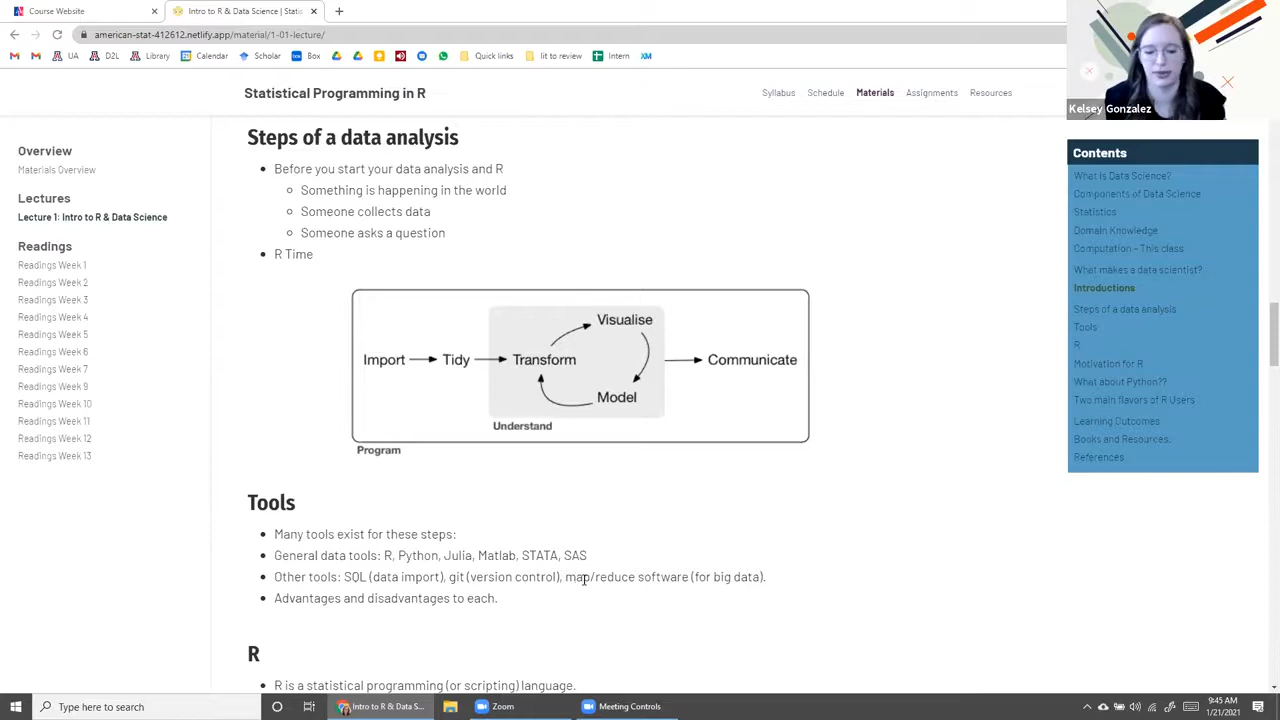 Course Website
Intro to R & Data Science | Stati
american-stat-412612.netlify.app/material/1-01-lecture/
UA
D2L
Library
Calendar
Scholar
Box
Quick links
lit to review
Intern
XM
Kelsey Gonzalez
Statistical Programming in R
Syllabus
Schedule
Materials
Assignments
Resources
Overview
Materials Overview
Lectures
Lecture 1: Intro to R & Data Science
Readings
Readings Week 1
Readings Week 2
Readings Week 3
Readings Week 4
Readings Week 5
Readings Week 6
Readings Week 7
Readings Week 9
Readings Week 10
Readings Week 11
Readings Week 12
Readings Week 13
Steps of a data analysis
Before you start your data analysis and R
Something is happening in the world
Someone collects data
Someone asks a question
R Time
Import
Tidy
Transform
Visualise
Model
Communicate
Understand
Program
Tools
Many tools exist for these steps:
General data tools: R, Python, Julia, Matlab, STATA, SAS
Other tools: SQL (data import), git (version control), map/reduce software (for big data).
Advantages and disadvantages to each.
R
R is a statistical programming (or scripting) language.
Contents
What Is Data Science?
Components of Data Science
Statistics
Domain Knowledge
Computation – This class
What makes a data scientist?
Introductions
Steps of a data analysis
Tools
R
Motivation for R
What about Python??
Two main flavors of R Users
Learning Outcomes
Books and Resources.
References
Type here to search
Intro to R & Data S...
Zoom
Meeting Controls
9:45 AM
1/21/2021